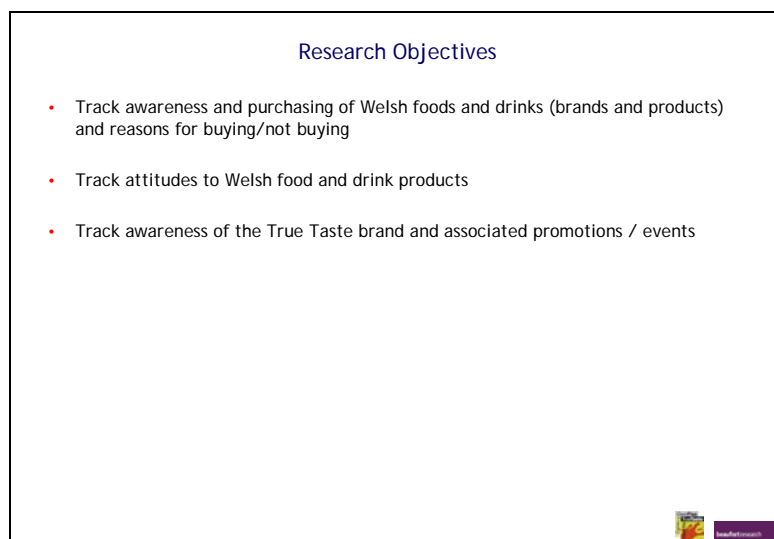 Research Objectives
• Track awareness and purchasing of Welsh foods and drinks (brands and products)
and reasons for buying/not buying
• Track attitudes to Welsh food and drink products
• Track awareness of the True Taste brand and associated promotions / events
beaufortresearch